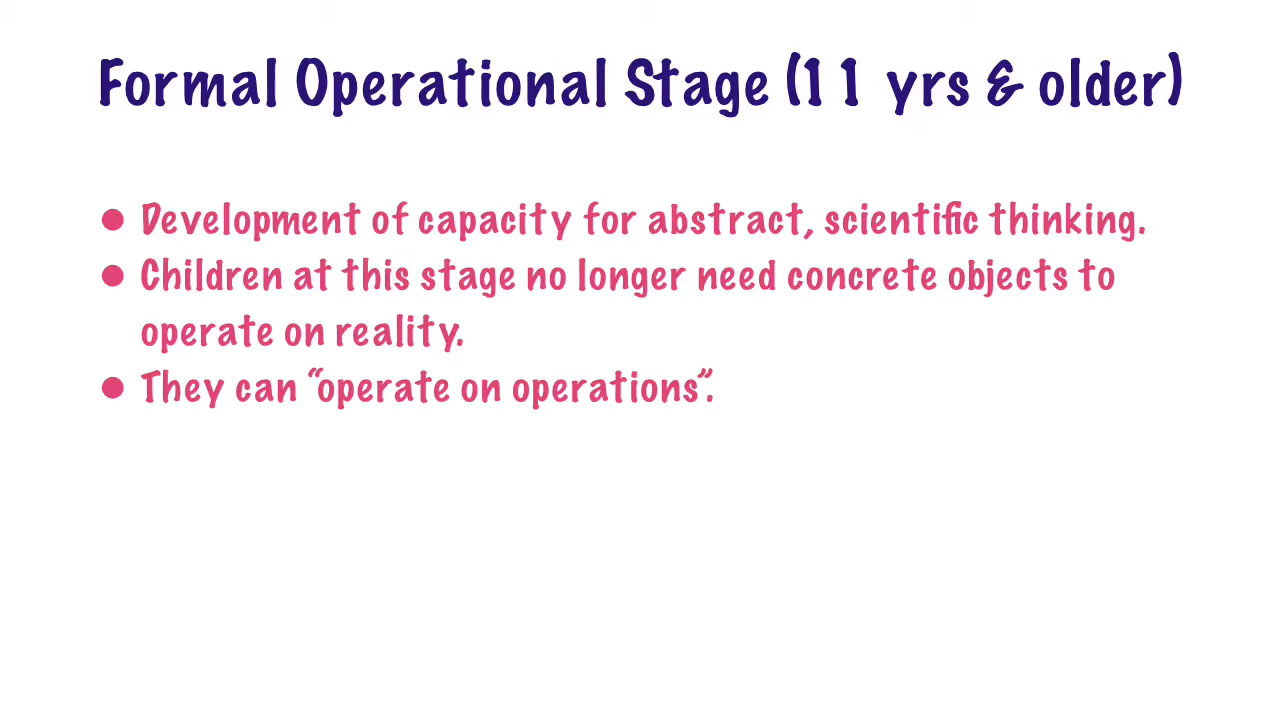 Formal Operational Stage (11 yrs & older)
● Development of capacity for abstract, scientific thinking.
● Children at this stage no longer need concrete objects to
operate on reality.
● They can “operate on operations”.